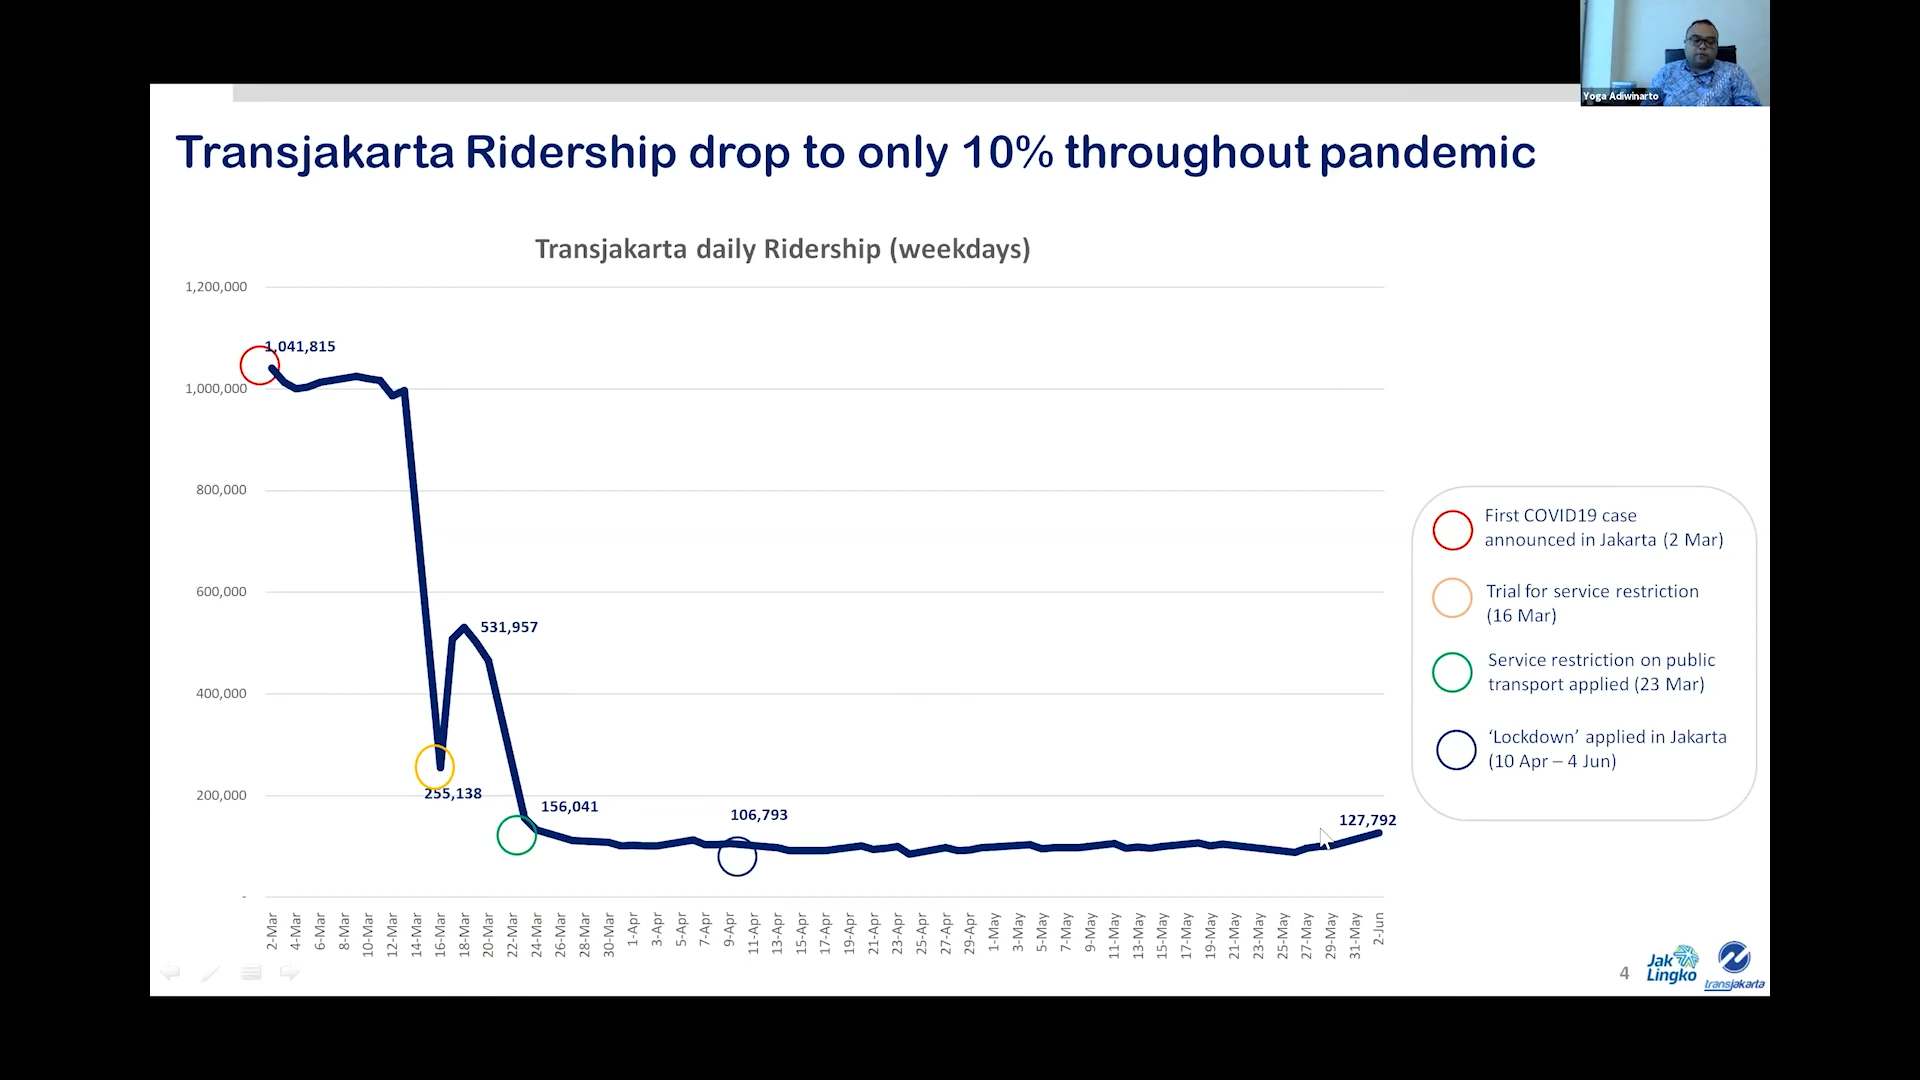 Yoga Adiwinarto
Transjakarta Ridership drop to only 10% throughout pandemic
Transjakarta daily Ridership (weekdays)
1,200,000
1,000,000
800,000
600,000
400,000
200,000
-
1,041,815
255,138
531,957
156,041
106,793
127,792
2-Mar
4-Mar
6-Mar
8-Mar
10-Mar
12-Mar
14-Mar
16-Mar
18-Mar
20-Mar
22-Mar
24-Mar
26-Mar
28-Mar
30-Mar
1-Apr
3-Apr
5-Apr
7-Apr
9-Apr
11-Apr
13-Apr
15-Apr
17-Apr
19-Apr
21-Apr
23-Apr
25-Apr
27-Apr
29-Apr
1-May
3-May
5-May
7-May
9-May
11-May
13-May
15-May
17-May
19-May
21-May
23-May
25-May
27-May
29-May
31-May
2-Jun
First COVID19 case
announced in Jakarta (2 Mar)
Trial for service restriction
(16 Mar)
Service restriction on public
transport applied (23 Mar)
‘Lockdown’ applied in Jakarta
(10 Apr – 4 Jun)
4
Jak
Lingko
transjakarta